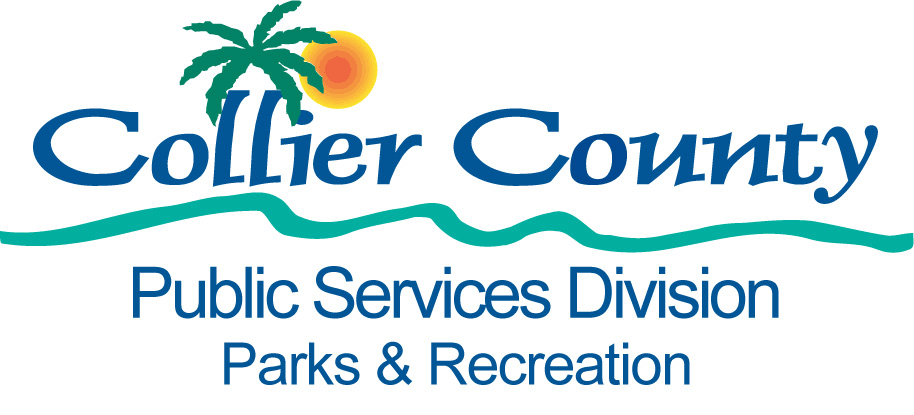 Collier County
Public Services Division
Parks & Recreation